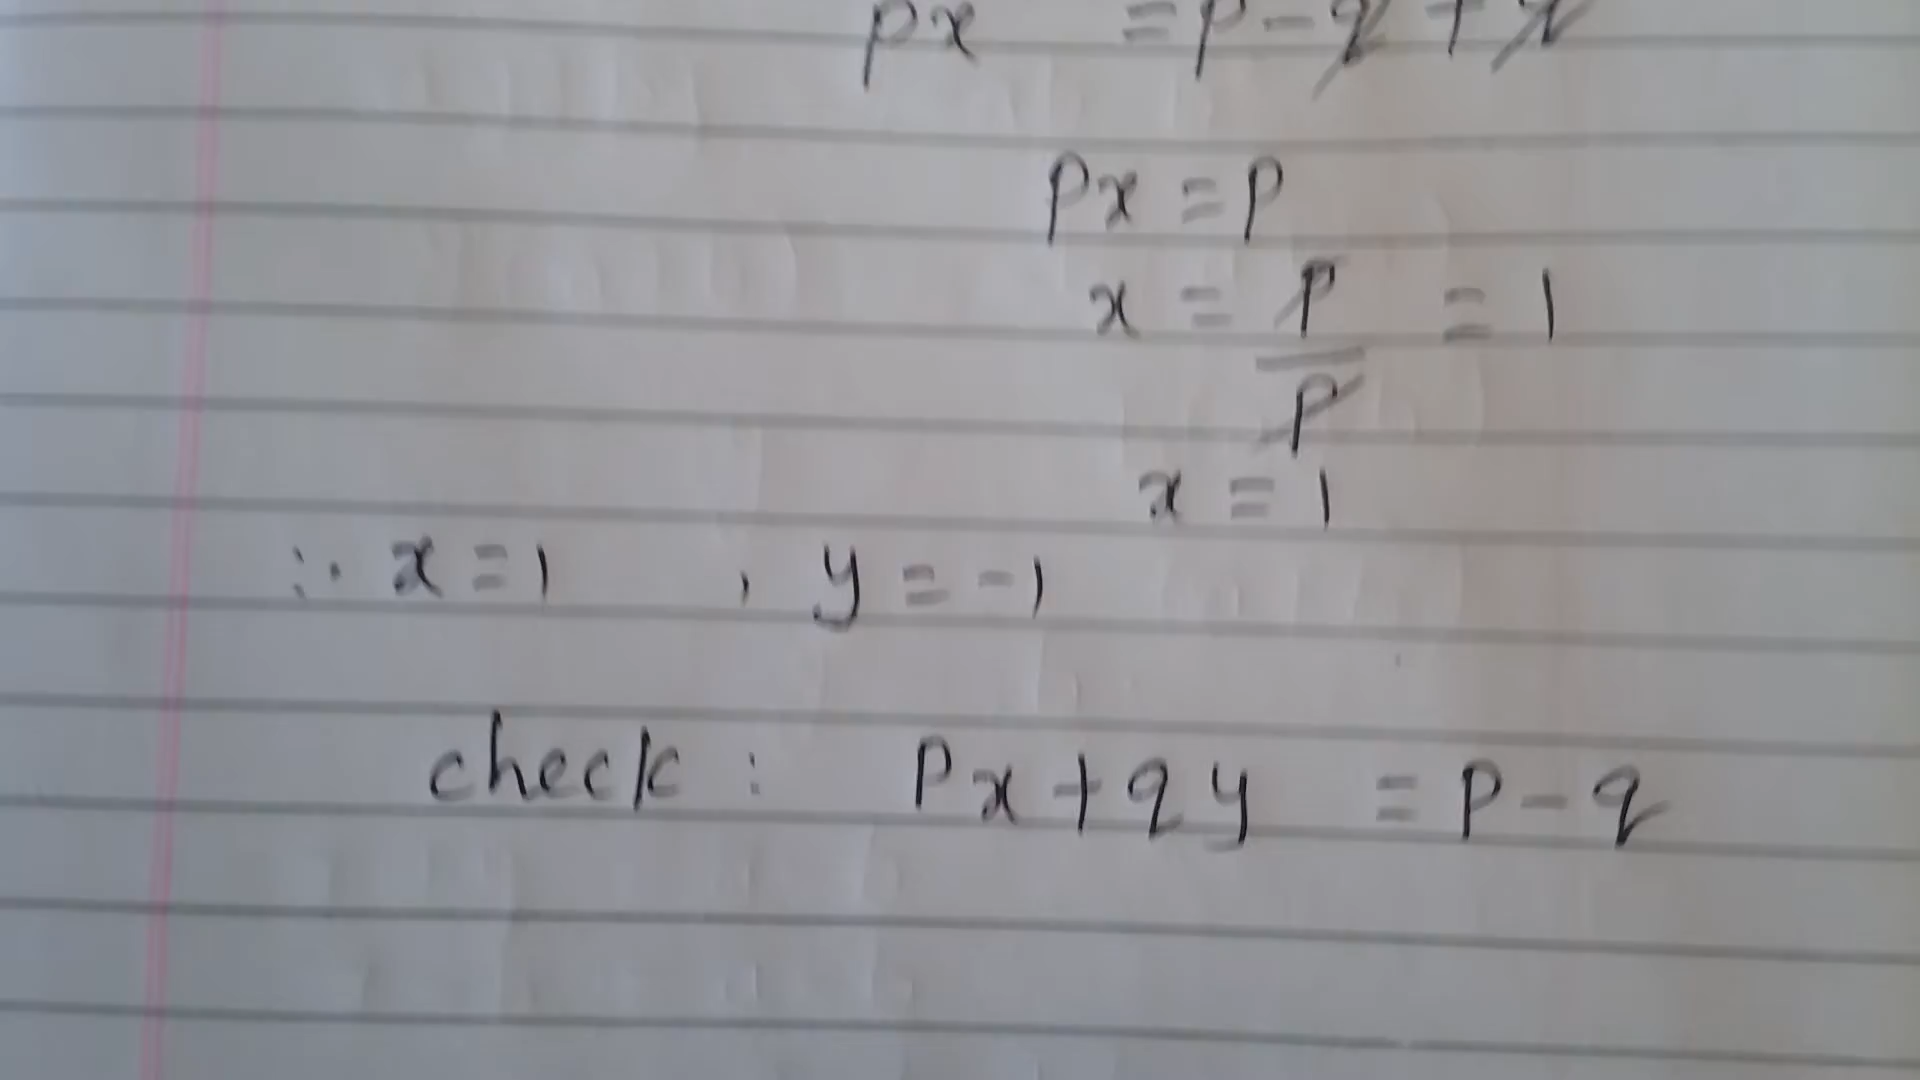 px = p - q + q
px = p
x = p/p = 1
x = 1
∴ x = 1 , y = -1
check : px + qy = p - q